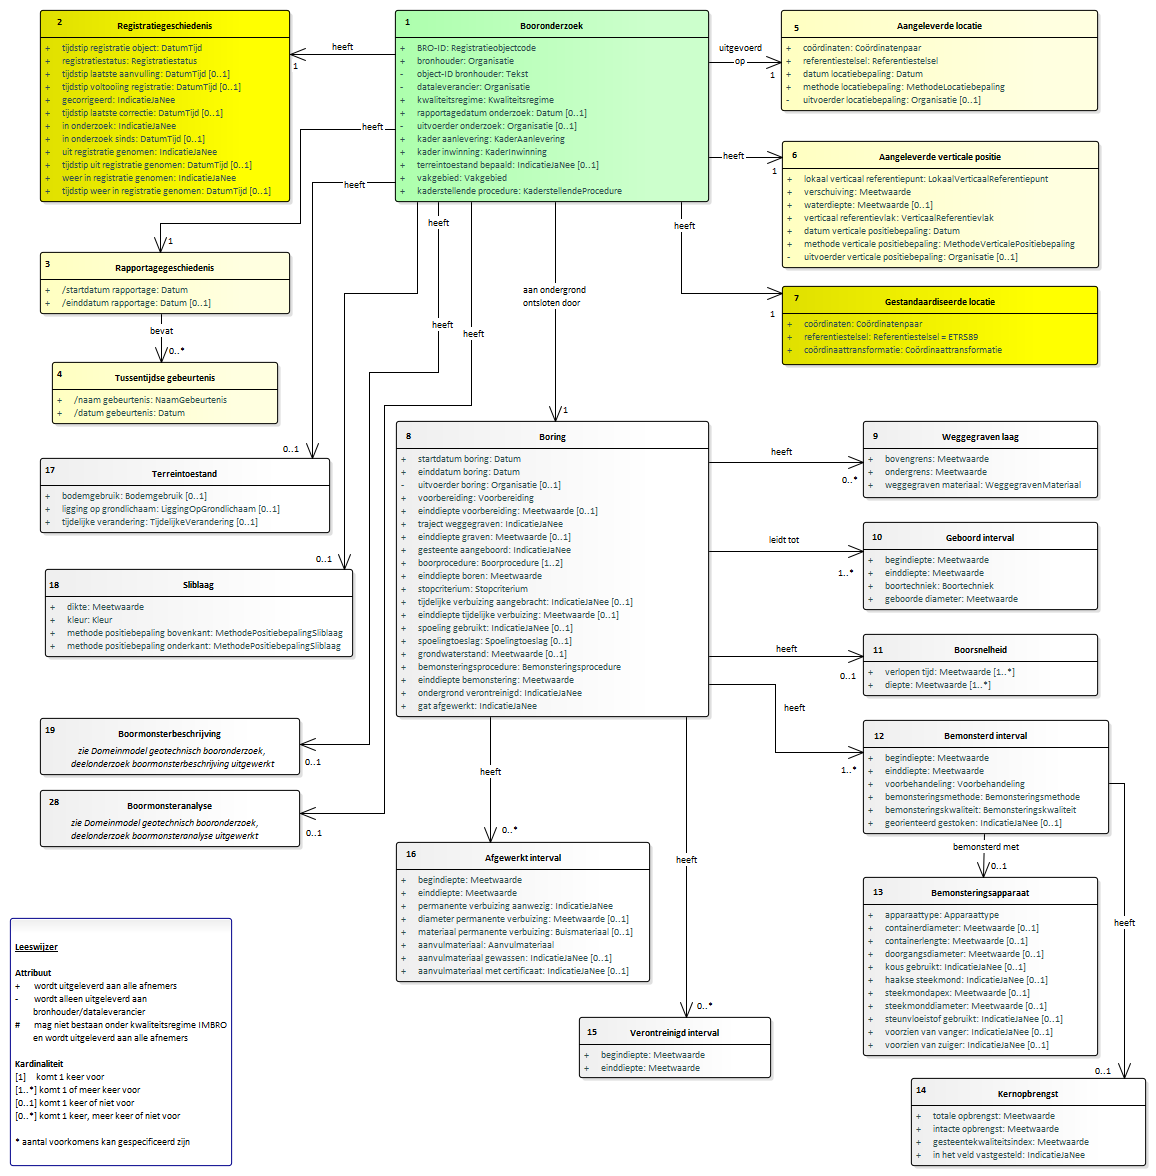 2 Registratiegeschiedenis
+ tijdstip registratie object: DatumTijd
+ registratiestatus: Registratiestatus
+ tijdstip laatste aanvulling: DatumTijd [0..1]
+ tijdstip voltooiing registratie: DatumTijd [0..1]
+ gecorrigeerd: IndicatieJaNee
+ tijdstip laatste correctie: DatumTijd [0..1]
+ in onderzoek: IndicatieJaNee
+ in onderzoek sinds: DatumTijd [0..1]
+ uit registratie genomen: IndicatieJaNee
+ tijdstip uit registratie genomen: DatumTijd [0..1]
+ weer in registratie genomen: IndicatieJaNee
+ tijdstip weer in registratie genomen: DatumTijd [0..1]
heeft
1
heeft
heeft
1 Booronderzoek
+ BRO-ID: Registratieobjectcode
+ bronhouder: Organisatie
- object-ID bronhouder: Tekst
- dataleverancier: Organisatie
+ kwaliteitsregime: Kwaliteitsregime
+ rapportagedatum onderzoek: Datum [0..1]
- uitvoerder onderzoek: Organisatie [0..1]
+ kader aanlevering: KaderAanlevering
+ kader inwinning: KaderInwinning
+ terreintoestand bepaald: IndicatieJaNee [0..1]
+ vakgebied: Vakgebied
+ kaderstellende procedure: KaderstellendeProcedure
uitgevoerd
op
1
heeft
1
heeft
1
5 Aangeleverde locatie
+ coördinaten: Coördinatenpaar
+ referentiestelsel: Referentiestelsel
+ datum locatiebepaling: Datum
+ methode locatiebepaling: MethodeLocatiebepaling
- uitvoerder locatiebepaling: Organisatie [0..1]
6 Aangeleverde verticale positie
+ lokaal verticaal referentiepunt: LokaalVerticaalReferentiepunt
+ verschuiving: Meetwaarde
+ waterdiepte: Meetwaarde [0..1]
+ verticaal referentievlak: VerticaalReferentievlak
+ datum verticale positiebepaling: Datum
+ methode verticale positiebepaling: MethodeVerticalePositiebepaling
- uitvoerder verticale positiebepaling: Organisatie [0..1]
7 Gestandaardiseerde locatie
+ coördinaten: Coördinatenpaar
+ referentiestelsel: Referentiestelsel = ETRS89
+ coördinaattransformatie: Coördinaattransformatie
1
3 Rapportagegeschiedenis
+ /startdatum rapportage: Datum
+ /einddatum rapportage: Datum [0..1]
bevat
0..*
4 Tussentijdse gebeurtenis
+ /naam gebeurtenis: NaamGebeurtenis
+ /datum gebeurtenis: Datum
heeft
heeft
heeft
aan ondergrond
ontsloten door
1
0..1
17 Terreintoestand
+ bodemgebruik: Bodemgebruik [0..1]
+ ligging op grondlichaam: LiggingOpGrondlichaam [0..1]
+ tijdelijke verandering: TijdelijkeVerandering [0..1]
0..1
18 Sliblaag
+ dikte: Meetwaarde
+ kleur: Kleur
+ methode positiebepaling bovenkant: MethodePositiebepalingSliblaag
+ methode positiebepaling onderkant: MethodePositiebepalingSliblaag
19 Boormonsterbeschrijving
zie Domeinmodel geotechnisch booronderzoek,
deelonderzoek boormonsterbeschrijving uitgewerkt
0..1
28 Boormonsteranalyse
zie Domeinmodel geotechnisch booronderzoek,
deelonderzoek boormonsteranalyse uitgewerkt
0..1
8 Boring
+ startdatum boring: Datum
+ einddatum boring: Datum
- uitvoerder boring: Organisatie [0..1]
+ voorbereiding: Voorbereiding
+ einddiepte voorbereiding: Meetwaarde [0..1]
+ traject weggegraven: IndicatieJaNee
+ einddiepte graven: Meetwaarde [0..1]
+ gesteente aangeboord: IndicatieJaNee
+ boorprocedure: Boorprocedure [1..2]
+ einddiepte boren: Meetwaarde
+ stopcriterium: Stopcriterium
+ tijdelijke verbuizing aangebracht: IndicatieJaNee [0..1]
+ einddiepte tijdelijke verbuizing: Meetwaarde [0..1]
+ spoeling gebruikt: IndicatieJaNee [0..1]
+ spoelingtoeslag: Spoelingtoeslag [0..1]
+ grondwaterstand: Meetwaarde [0..1]
+ bemonsteringsprocedure: Bemonsteringsprocedure
+ einddiepte bemonstering: Meetwaarde
+ ondergrond verontreinigd: IndicatieJaNee
+ gat afgewerkt: IndicatieJaNee
heeft
0..*
leidt tot
1..*
heeft
0..1
heeft
1..*
9 Weggegraven laag
+ bovengrens: Meetwaarde
+ ondergrens: Meetwaarde
+ weggegraven materiaal: WeggegravenMateriaal
10 Geboord interval
+ begindiepte: Meetwaarde
+ einddiepte: Meetwaarde
+ boortechniek: Boortechniek
+ geboorde diameter: Meetwaarde
11 Boorsnelheid
+ verlopen tijd: Meetwaarde [1..*]
+ diepte: Meetwaarde [1..*]
12 Bemonsterd interval
+ begindiepte: Meetwaarde
+ einddiepte: Meetwaarde
+ voorbehandeling: Voorbehandeling
+ bemonsteringsmethode: Bemonsteringsmethode
+ bemonsteringskwaliteit: Bemonsteringskwaliteit
+ georienteerd gestoken: IndicatieJaNee [0..1]
bemonsterd met
0..1
13 Bemonsteringsapparaat
+ apparaattype: Apparaattype
+ containerdiameter: Meetwaarde [0..1]
+ containerlengte: Meetwaarde [0..1]
+ doorgangsdiameter: Meetwaarde [0..1]
+ kous gebruikt: IndicatieJaNee [0..1]
+ haakse steekmond: IndicatieJaNee [0..1]
+ steekmondapex: Meetwaarde [0..1]
+ steekmonddiameter: Meetwaarde [0..1]
+ steunvloeistof gebruikt: IndicatieJaNee [0..1]
+ voorzien van vanger: IndicatieJaNee [0..1]
+ voorzien van zuiger: IndicatieJaNee [0..1]
heeft
0..1
14 Kernopbrengst
+ totale opbrengst: Meetwaarde
+ intacte opbrengst: Meetwaarde
+ gesteentekwaliteitsindex: Meetwaarde
+ in het veld vastgesteld: IndicatieJaNee
heeft
0..*
16 Afgewerkt interval
+ begindiepte: Meetwaarde
+ einddiepte: Meetwaarde
+ permanente verbuizing aanwezig: IndicatieJaNee
+ diameter permanente verbuizing: Meetwaarde [0..1]
+ materiaal permanente verbuizing: Buismateriaal [0..1]
+ aanvulmateriaal: Aanvulmateriaal
+ aanvulmateriaal gewassen: IndicatieJaNee [0..1]
+ aanvulmateriaal met certificaat: IndicatieJaNee [0..1]
heeft
0..*
15 Verontreinigd interval
+ begindiepte: Meetwaarde
+ einddiepte: Meetwaarde
Leeswijzer
Attribuut
+ wordt uitgeleverd aan alle afnemers
- wordt alleen uitgeleverd aan
bronhouder/dataleverancier
# mag niet bestaan onder kwaliteitsregime IMBRO
en wordt uitgeleverd aan alle afnemers
Kardinaliteit
[1] komt 1 keer voor
[1..*] komt 1 of meer keer voor
[0..1] komt 1 keer of niet voor
[0..*] komt 1 keer, meer keer of niet voor
* aantal voorkomens kan gespecificeerd zijn